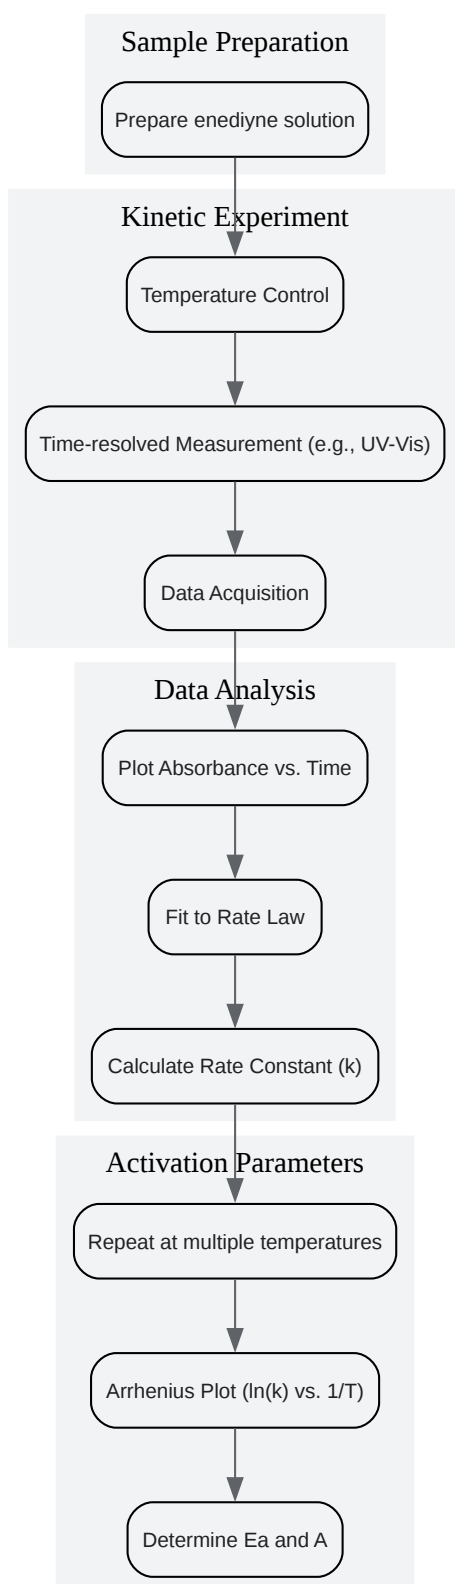 Sample Preparation
Prepare enediyne solution
Kinetic Experiment
Temperature Control
Time-resolved Measurement (e.g., UV-Vis)
Data Acquisition
Data Analysis
Plot Absorbance vs. Time
Fit to Rate Law
Calculate Rate Constant (k)
Activation Parameters
Repeat at multiple temperatures
Arrhenius Plot (ln(k) vs. 1/T)
Determine Ea and A